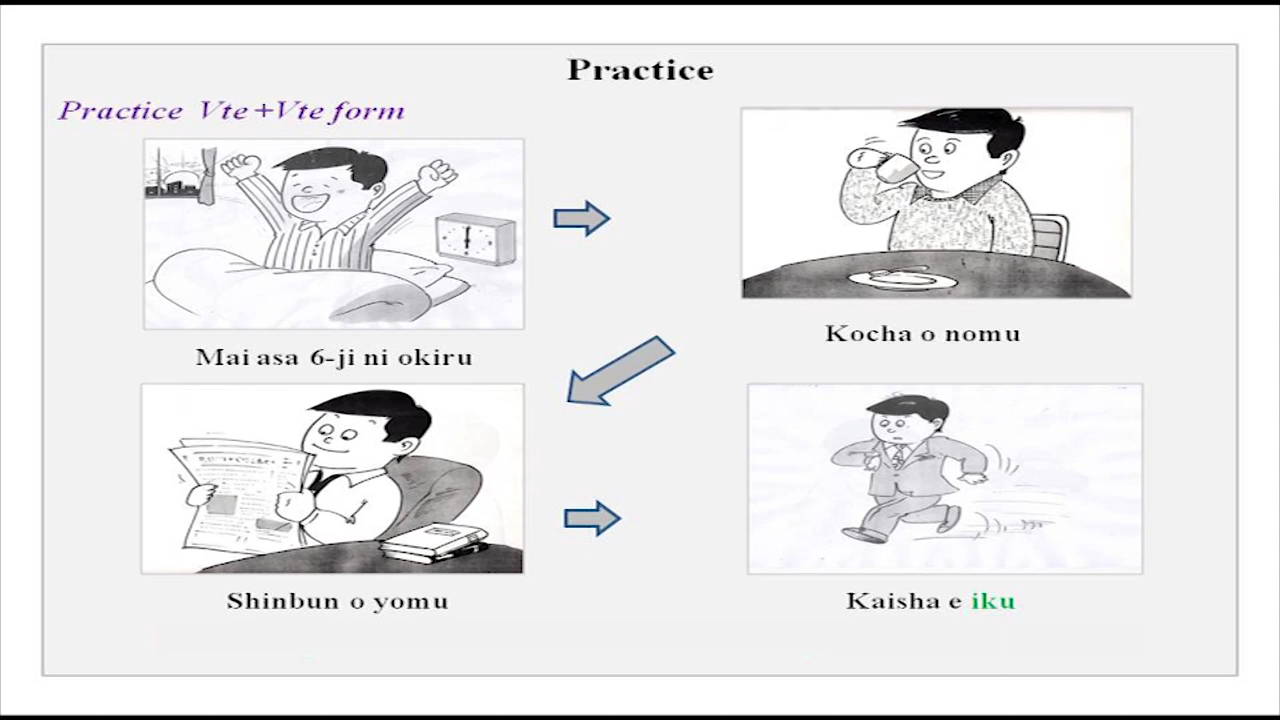 Practice
Practice Vte+Vte form
Mai asa 6-ji ni okiru
Kocha o nomu
Shinbun o yomu
Kaisha e iku